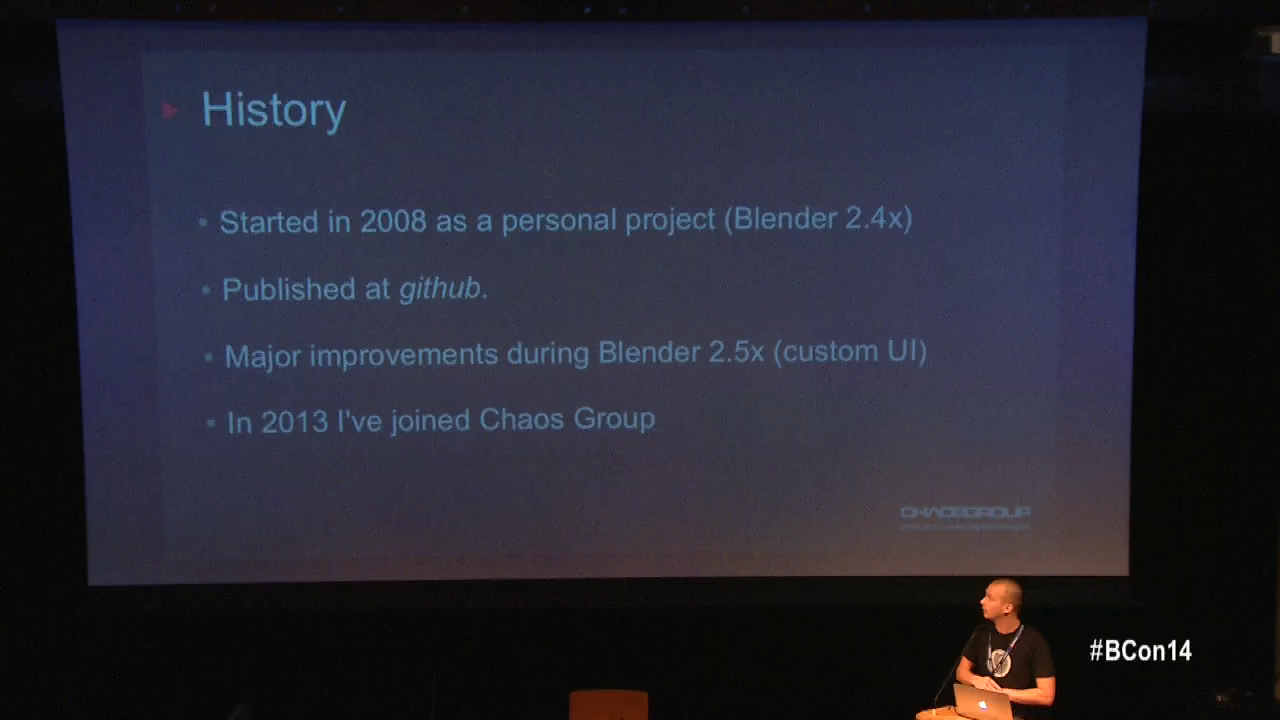 History
• Started in 2008 as a personal project (Blender 2.4x)
• Published at github.
• Major improvements during Blender 2.5x (custom UI)
• In 2013 I've joined Chaos Group
CHAOSGROUP
#BCon14